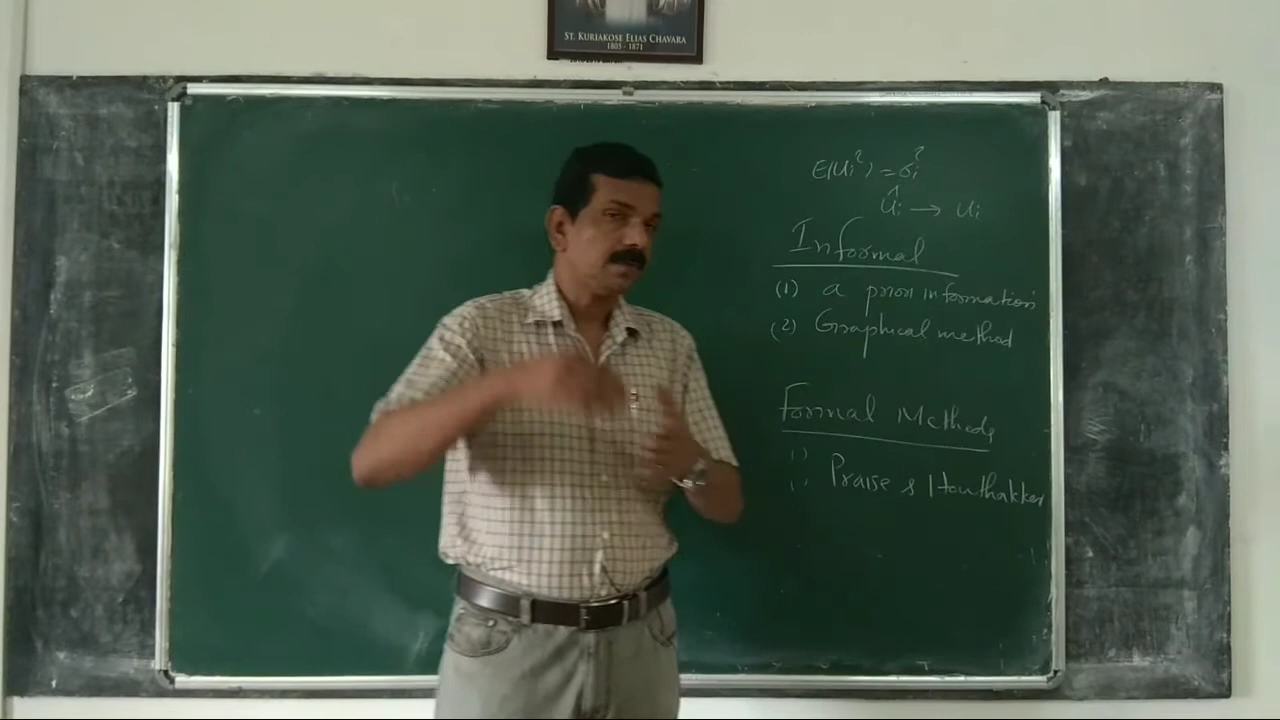 ST. KURIAKOSE ELIAS CHAVARA
1805 - 1871
E(ui²) = σi²
ûi → ui
Informal
(1) a priori information
(2) Graphical method
Formal Methods
Praise & Houthakker